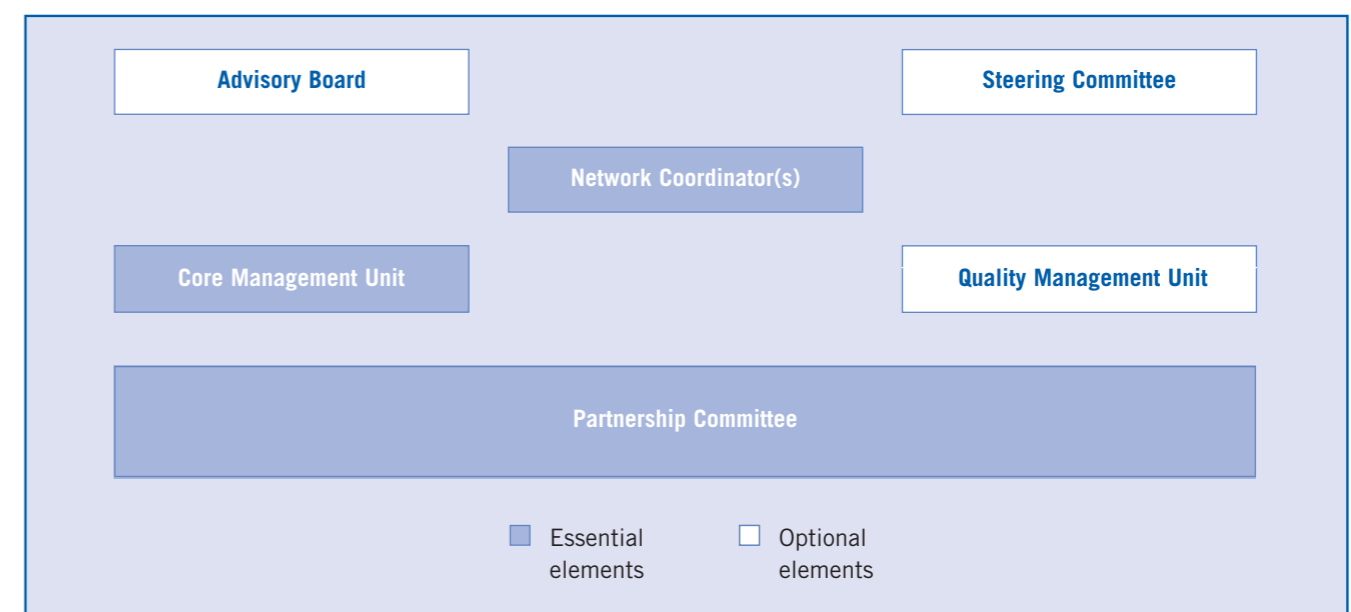 Advisory Board
Steering Committee
Network Coordinator(s)
Core Management Unit
Quality Management Unit
Partnership Committee
Essential
elements
Optional
elements